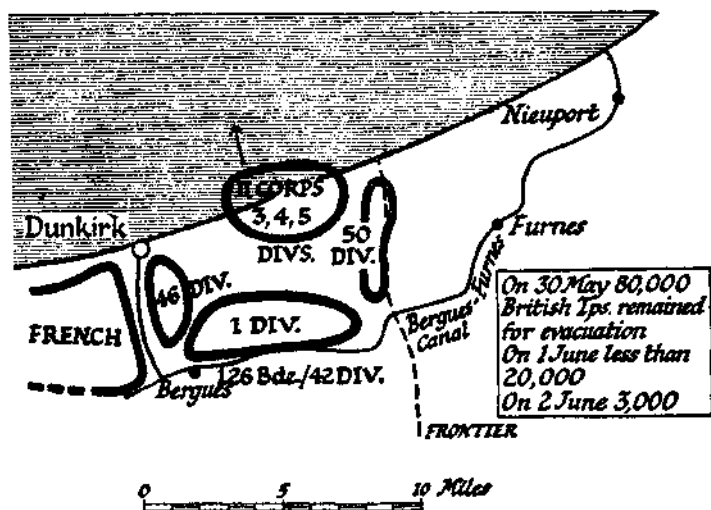 Nieuport
II CORPS
3, 4, 5
DIVS.
Dunkirk
50
DIV.
Furnes
46 DIV.
FRENCH
1 DIV.
Bergues-Furnes
Canal
Bergues
126 Bde./42 DIV.
On 30 May 80,000
British Tps. remained
for evacuation
On 1 June less than
20,000
On 2 June 3,000
FRONTIER
0 5 10 Miles